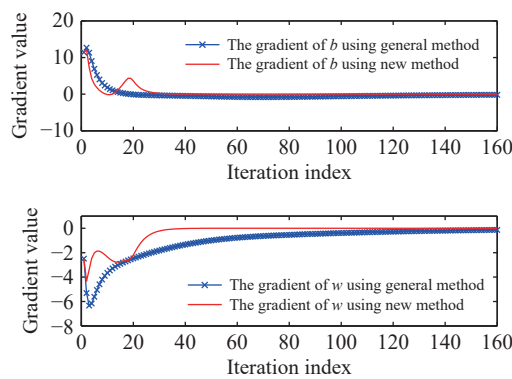 Gradient value
20
10
0
−10
The gradient of b using general method
The gradient of b using new method
0 20 40 60 80 100 120 140 160
Iteration index
Gradient value
0
−2
−4
−6
−8
The gradient of w using general method
The gradient of w using new method
0 20 40 60 80 100 120 140 160
Iteration index